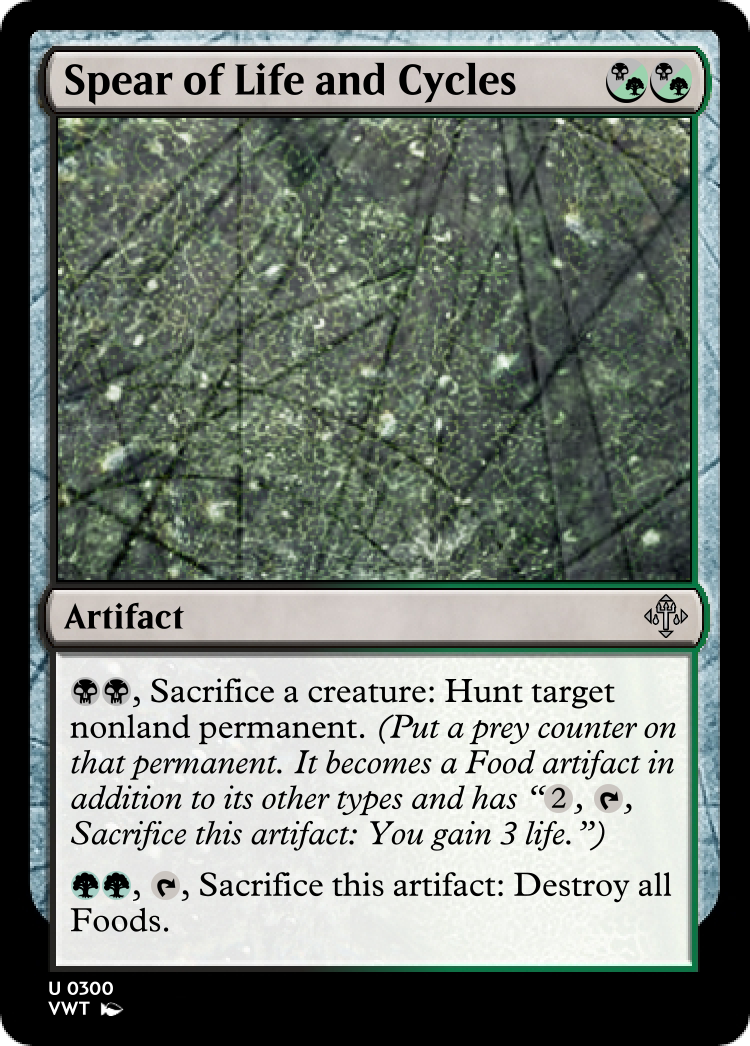 Spear of Life and Cycles
Artifact
, Sacrifice a creature: Hunt target
nonland permanent. (Put a prey counter on
that permanent. It becomes a Food artifact in
addition to its other types and has “2, ,
Sacrifice this artifact: You gain 3 life.”)
, , Sacrifice this artifact: Destroy all
Foods.
U 0300
VWT